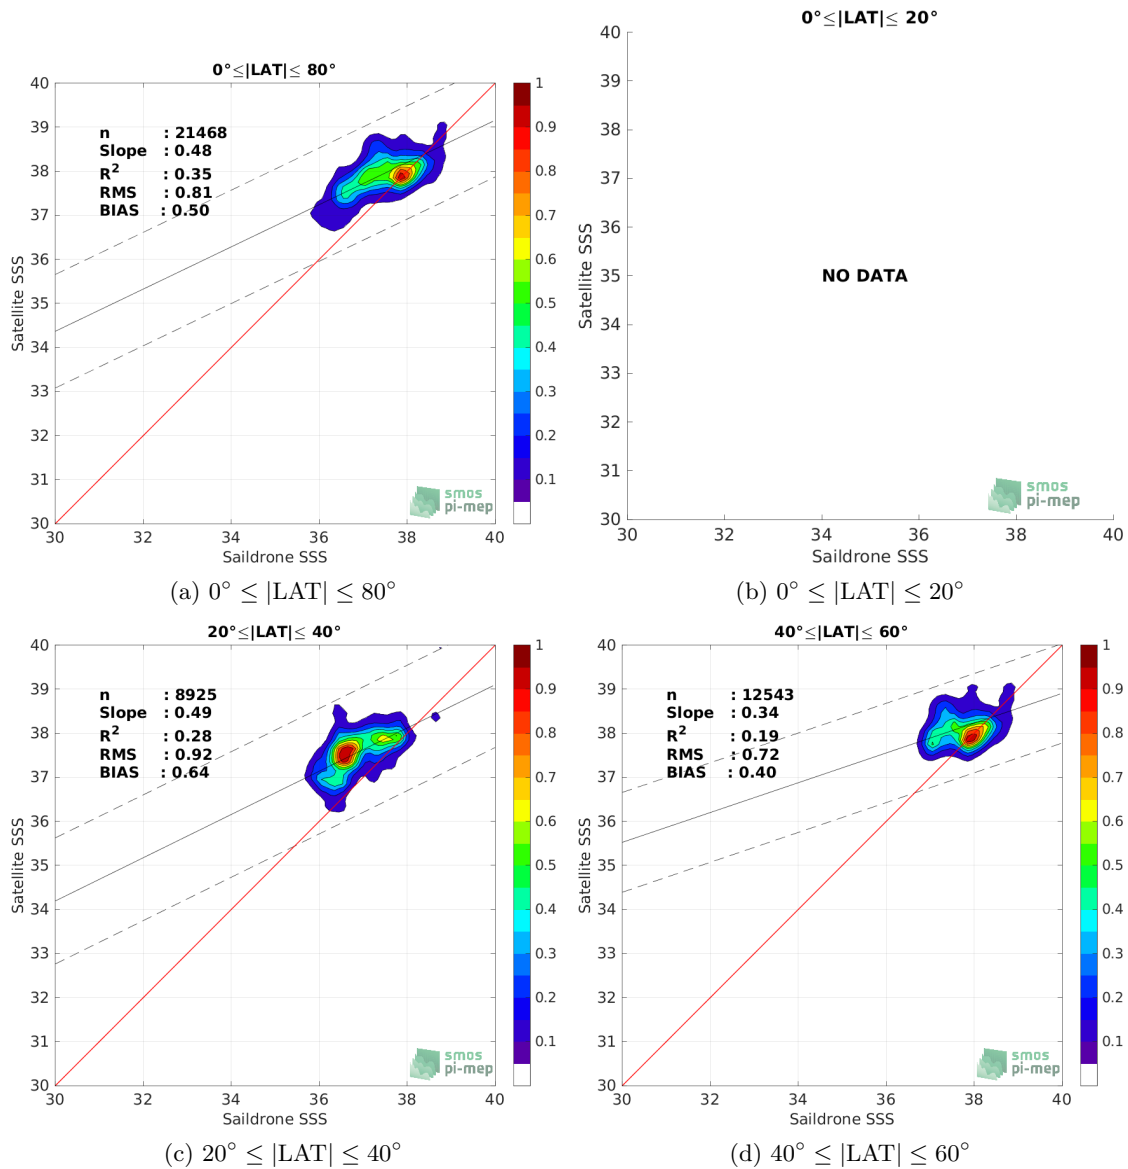 0°≤|LAT|≤ 80°
40
39
38
37
36
35
34
33
32
31
30
Satellite SSS
n : 21468
Slope : 0.48
R² : 0.35
RMS : 0.81
BIAS : 0.50
smos
pi-mep
30 32 34 36 38 40
Saildrone SSS
1
0.9
0.8
0.7
0.6
0.5
0.4
0.3
0.2
0.1
(a) 0° ≤ |LAT| ≤ 80°
0°≤|LAT|≤ 20°
40
39
38
37
36
35
34
33
32
31
30
Satellite SSS
NO DATA
smos
pi-mep
30 32 34 36 38 40
Saildrone SSS
(b) 0° ≤ |LAT| ≤ 20°
20°≤|LAT|≤ 40°
40
39
38
37
36
35
34
33
32
31
30
Satellite SSS
n : 8925
Slope : 0.49
R² : 0.28
RMS : 0.92
BIAS : 0.64
smos
pi-mep
30 32 34 36 38 40
Saildrone SSS
1
0.9
0.8
0.7
0.6
0.5
0.4
0.3
0.2
0.1
(c) 20° ≤ |LAT| ≤ 40°
40°≤|LAT|≤ 60°
40
39
38
37
36
35
34
33
32
31
30
Satellite SSS
n : 12543
Slope : 0.34
R² : 0.19
RMS : 0.72
BIAS : 0.40
smos
pi-mep
30 32 34 36 38 40
Saildrone SSS
1
0.9
0.8
0.7
0.6
0.5
0.4
0.3
0.2
0.1
(d) 40° ≤ |LAT| ≤ 60°